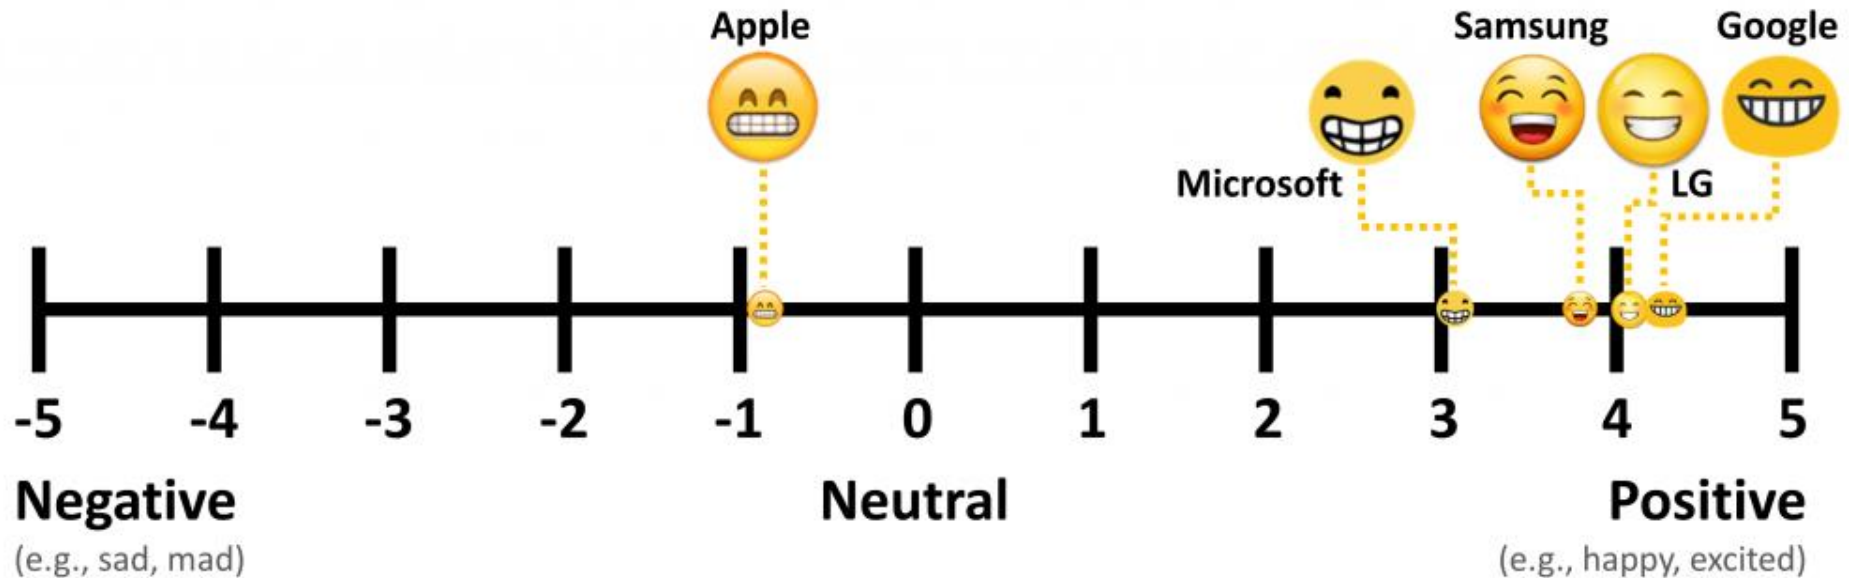 Apple
Samsung
Google
Microsoft
LG
-5 -4 -3 -2 -1 0 1 2 3 4 5
Negative Neutral Positive
(e.g., sad, mad) (e.g., happy, excited)